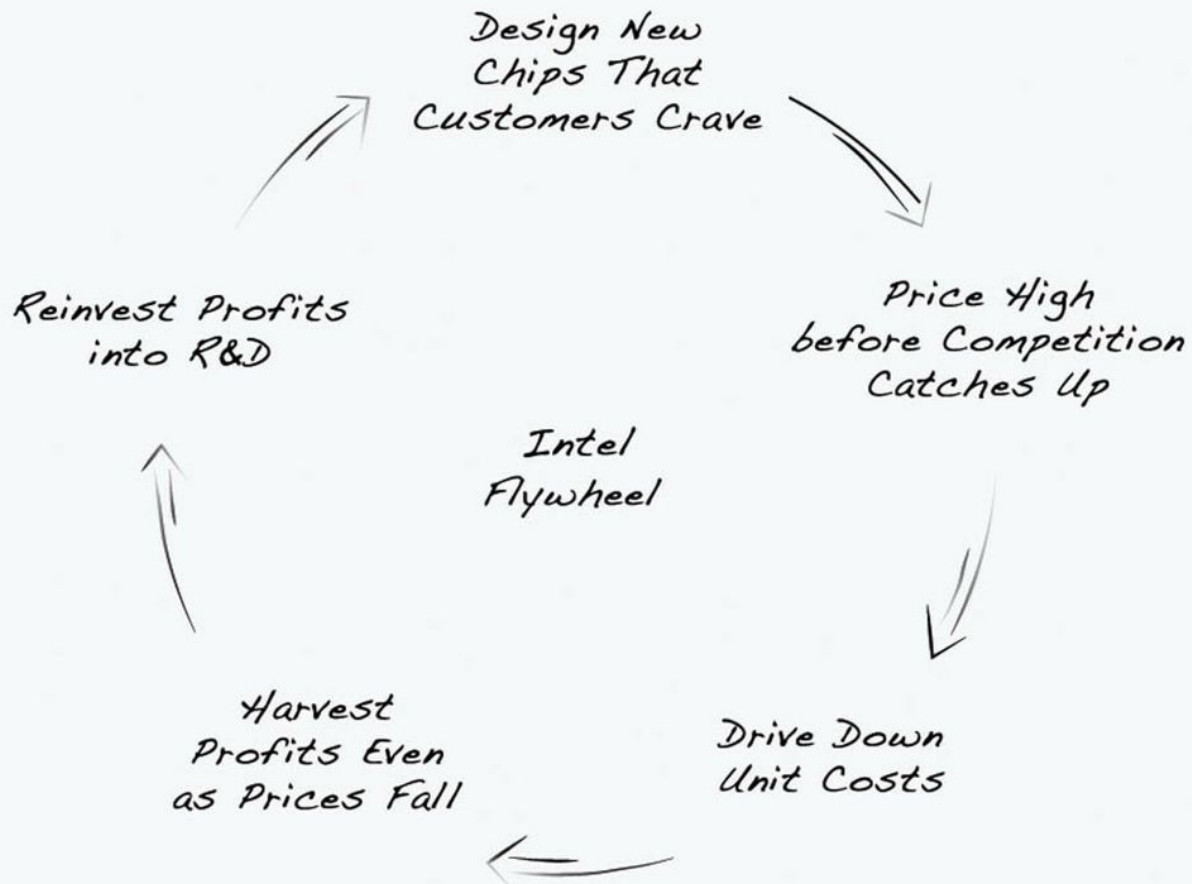 Design New
Chips That
Customers Crave
Price High
before Competition
Catches Up
Drive Down
Unit Costs
Harvest
Profits Even
as Prices Fall
Reinvest Profits
into R&D
Intel
Flywheel